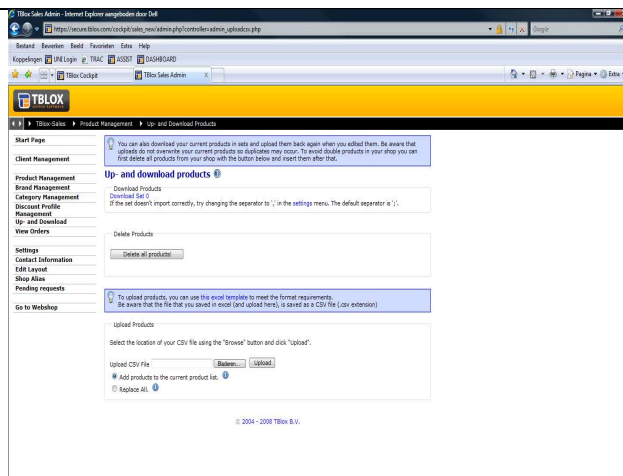 TBlox Sales Admin - Internet Explorer aangeboden door Dell
https://secure.tblox.com/cockpit/sales_new/admin.php?controller=admin_uploadcsv.php
Google
Bestand Bewerken Beeld Favorieten Extra Help
Koppelingen UNI Login TRAC ASSIST DASHBOARD
TBlox Cockpit TBlox Sales Admin X Pagina Extra
TBLOX
TBlox-Sales Product Management Up- and Download Products
Start Page
Client Management
Product Management
Brand Management
Category Management
Discount Profile
Management
Up- and Download
View Orders
Settings
Contact Information
Edit Layout
Shop Alias
Pending requests
Go to Webshop
You can also download your current products in sets and upload them back again when you edited them. Be aware that
uploads do not overwrite your current products so duplicates may occur. To avoid double products in your shop you can
first delete all products from your shop with the button below and insert them after that.
Up- and download products
Download Products
Download Set 0
If the set doesn't import correctly, try changing the separator to ',' in the settings menu. The default separator is ';'.
Delete Products
Delete all products!
To upload products, you can use this excel template to meet the format requirements.
Be aware that the file that you saved in excel (and upload here), is saved as a CSV file (.csv extension)
Upload Products
Select the location of your CSV file using the "Browse" button and click "Upload".
Upload CSV File Bladeren... Upload
Add products to the current product list.
Replace All.
© 2004 - 2008 TBlox B.V.